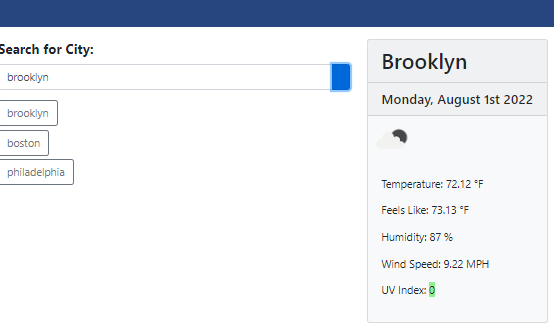 Search for City:
brooklyn
brooklyn
boston
philadelphia
Brooklyn
Monday, August 1st 2022
Temperature: 72.12 °F
Feels Like: 73.13 °F
Humidity: 87 %
Wind Speed: 9.22 MPH
UV Index: 0